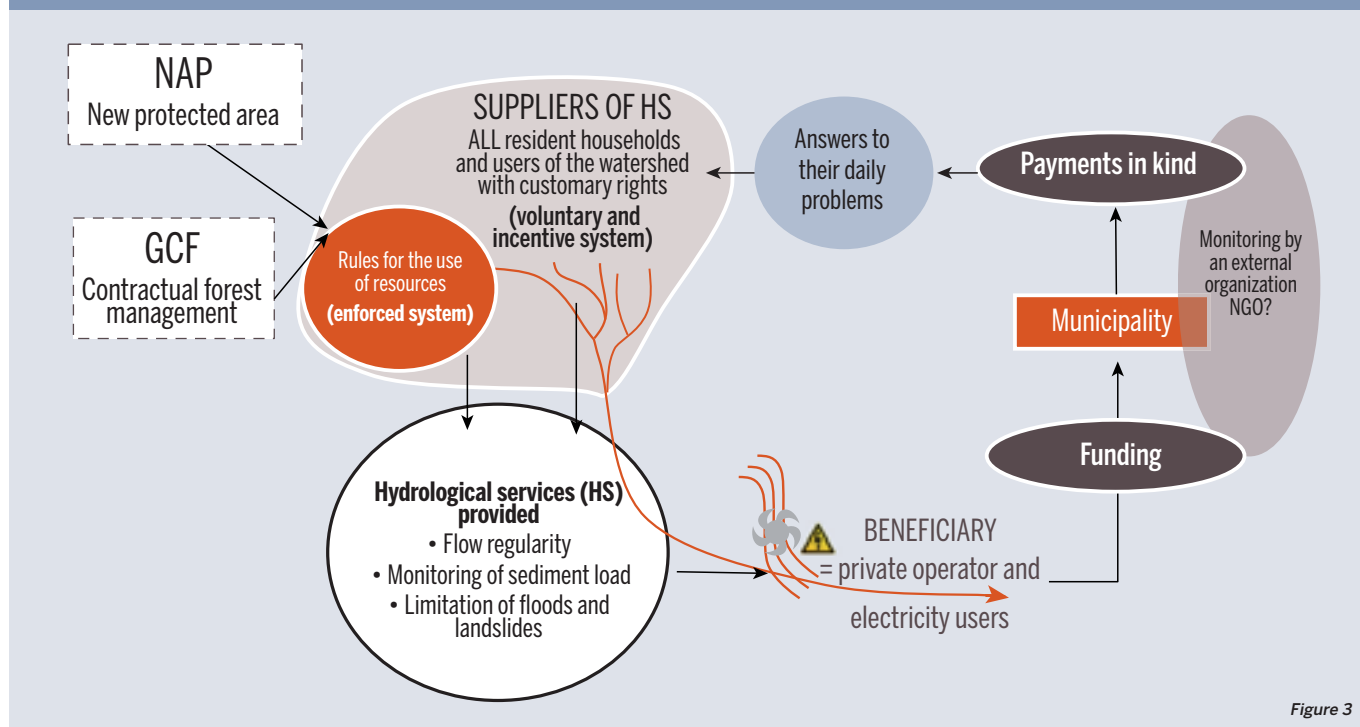 NAP
New protected area
GCF
Contractual forest
management
SUPPLIERS OF HS
ALL resident households
and users of the watershed
with customary rights
(voluntary and
incentive system)
Rules for the use
of resources
(enforced system)
Answers to
their daily
problems
Payments in kind
Monitoring by
an external
organization
NGO?
Municipality
Funding
Hydrological services (HS)
provided
• Flow regularity
• Monitoring of sediment load
• Limitation of floods and
landslides
BENEFICIARY
= private operator and
electricity users
Figure 3